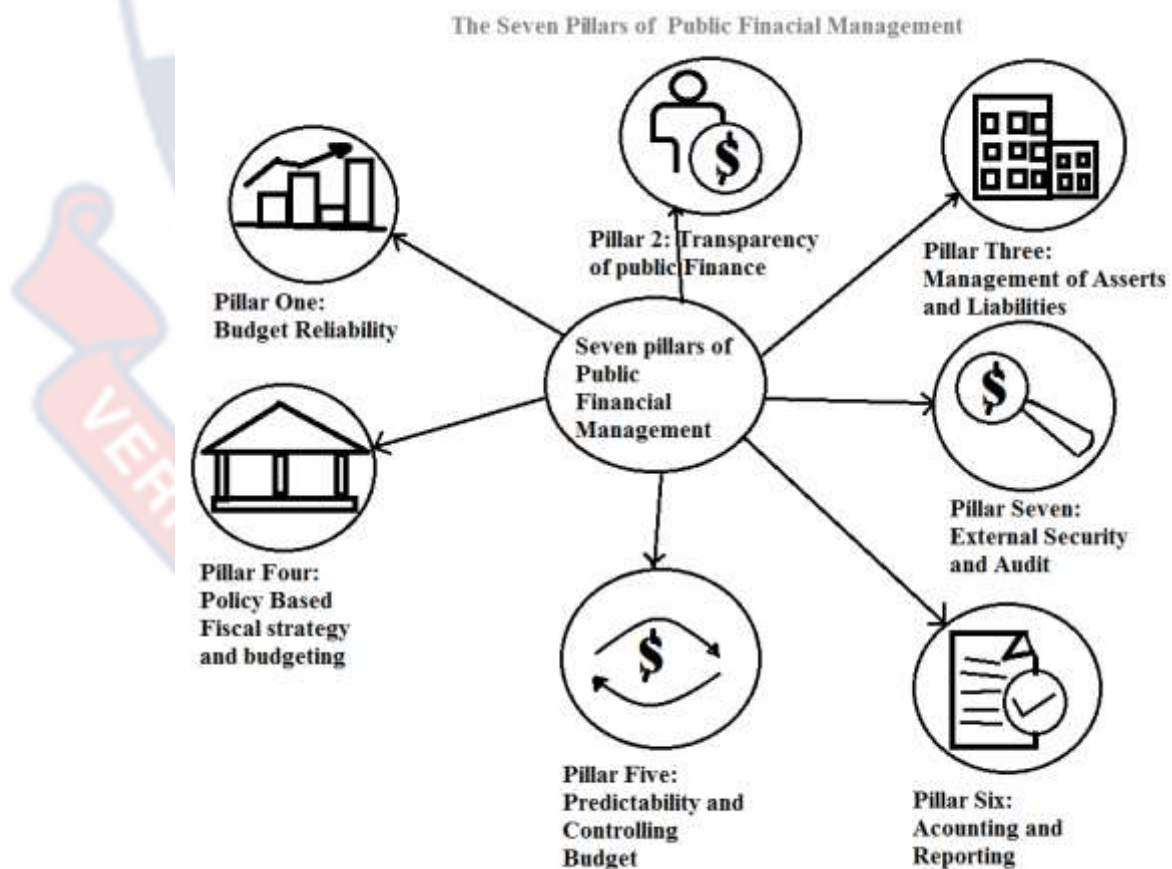 The Seven Pillars of Public Finacial Management
Pillar One:
Budget Reliability
Pillar 2: Transparency
of public Finance
Pillar Three:
Management of Asserts
and Liabilities
Seven pillars of
Public
Financial
Management
Pillar Four:
Policy Based
Fiscal strategy
and budgeting
Pillar Seven:
External Security
and Audit
Pillar Five:
Predictability and
Controlling
Budget
Pillar Six:
Acounting and
Reporting
$
$
$